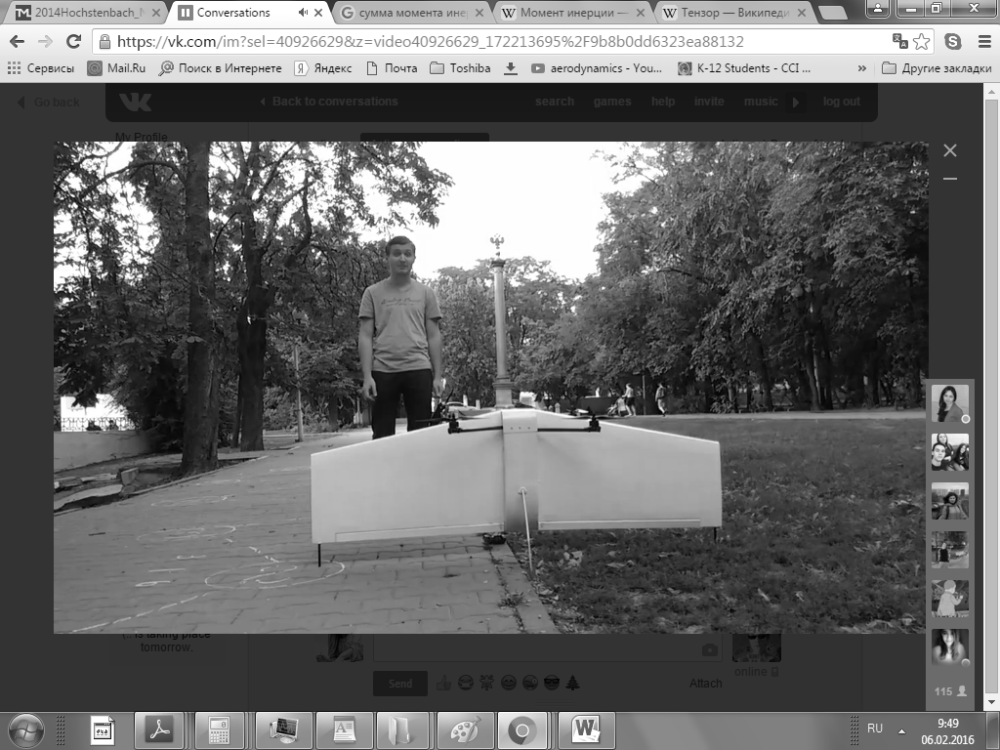 2014Hochstenbach_M
Conversations
сумма момента ине
Момент инерции —
Тензор — Википеди
https://vk.com/im?sel=40926629&z=video40926629_172213695%2F9b8b0dd6323ea88132
Сервисы
Mail.Ru
Поиск в Интернете
Яндекс
Почта
Toshiba
aerodynamics - You...
K-12 Students - CCI ...
»
Другие закладки
Go back
Back to conversations
search
games
help
invite
music
log out
My Profile
is taking place
tomorrow.
online
Send
Attach
115
RU
9:49
06.02.2016